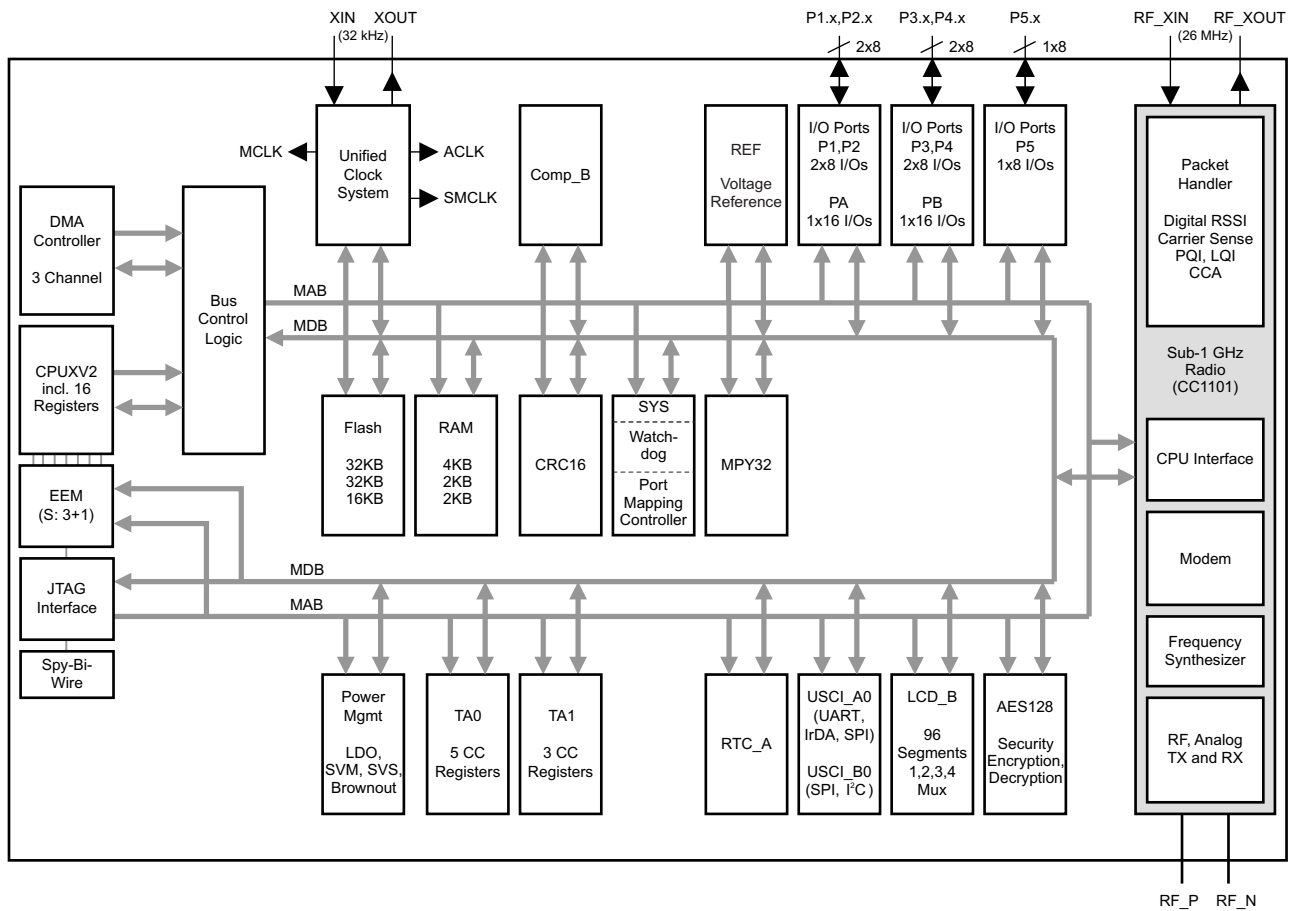 XIN
XOUT
(32 kHz)
P1.x,P2.x
2x8
P3.x,P4.x
2x8
P5.x
1x8
RF_XIN
RF_XOUT
(26 MHz)
MCLK
Unified
Clock
System
ACLK
SMCLK
Comp_B
REF
Voltage
Reference
I/O Ports
P1,P2
2x8 I/Os
PA
1x16 I/Os
I/O Ports
P3,P4
2x8 I/Os
PB
1x16 I/Os
I/O Ports
P5
1x8 I/Os
Packet
Handler
Digital RSSI
Carrier Sense
PQI, LQI
CCA
DMA
Controller
3 Channel
Bus
Control
Logic
MAB
MDB
CPUXV2
incl. 16
Registers
Sub-1 GHz
Radio
(CC1101)
Flash
32KB
32KB
16KB
RAM
4KB
2KB
2KB
CRC16
SYS
Watch-
dog
Port
Mapping
Controller
MPY32
CPU Interface
EEM
(S: 3+1)
Modem
JTAG
Interface
MDB
MAB
Spy-Bi-
Wire
Frequency
Synthesizer
Power
Mgmt
LDO,
SVM, SVS,
Brownout
TA0
5 CC
Registers
TA1
3 CC
Registers
RTC_A
USCI_A0
(UART,
IrDA, SPI)
USCI_B0
(SPI, I²C)
LCD_B
96
Segments
1,2,3,4
Mux
AES128
Security
Encryption,
Decryption
RF, Analog
TX and RX
RF_P
RF_N